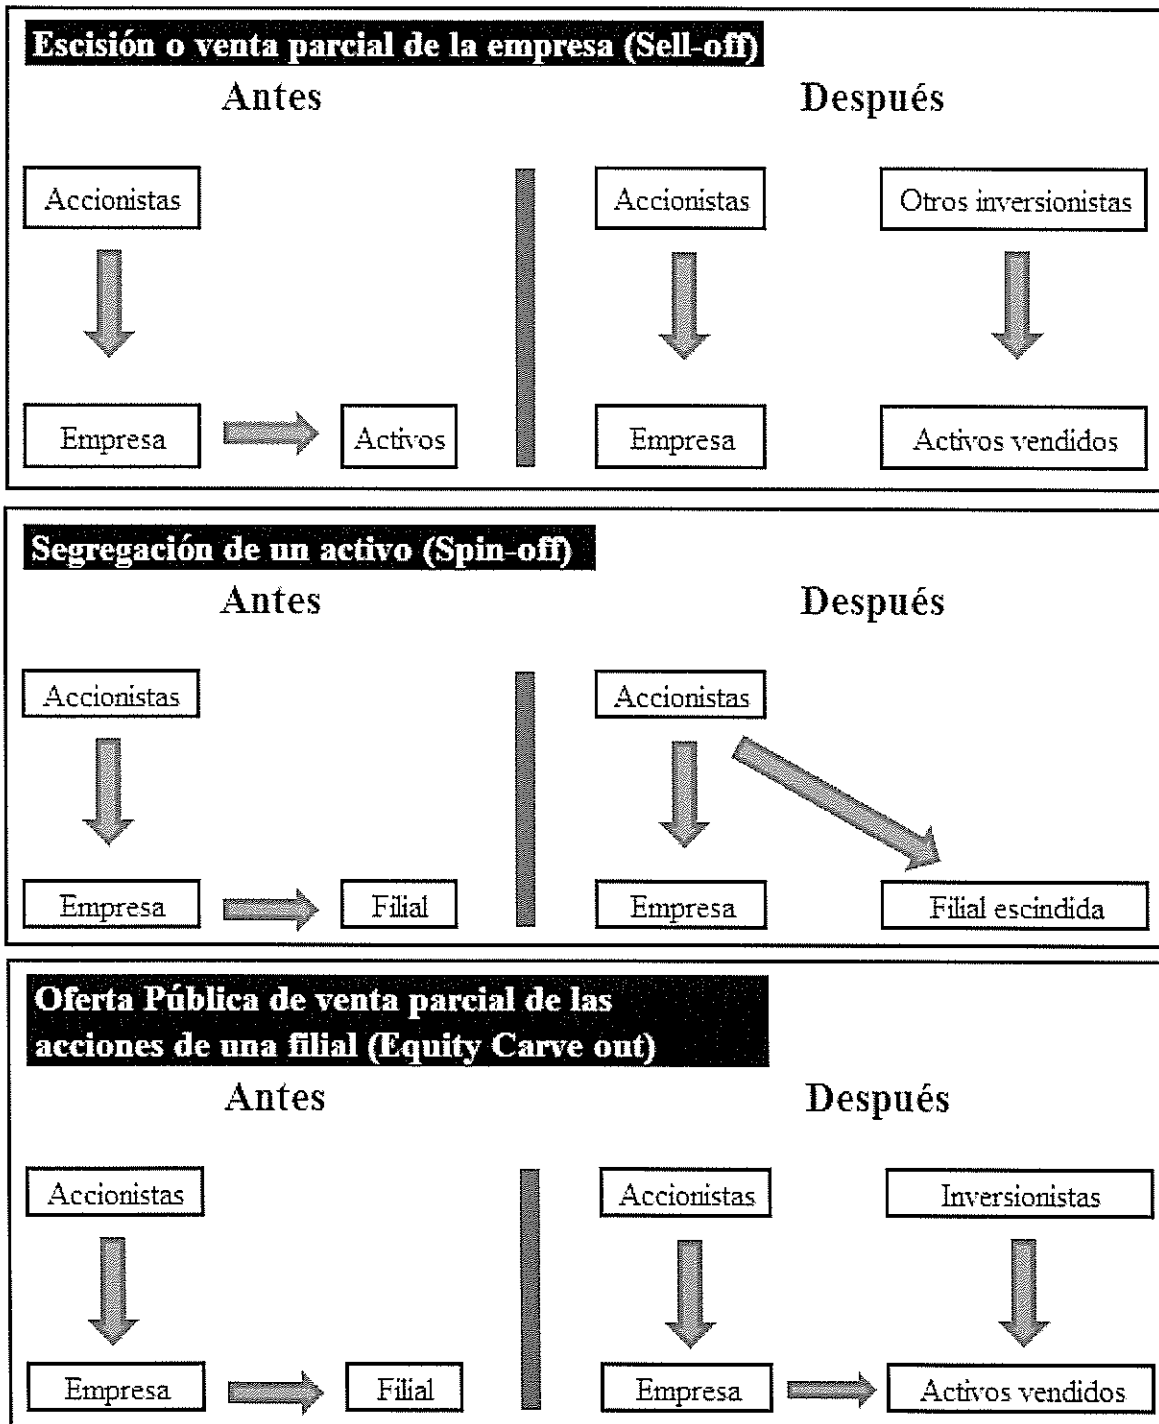 Escisión o venta parcial de la empresa (Sell-off)
Antes
Después
Accionistas
Accionistas
Otros inversionistas
Empresa
Activos
Empresa
Activos vendidos
Segregación de un activo (Spin-off)
Antes
Después
Accionistas
Accionistas
Empresa
Filial
Empresa
Filial escindida
Oferta Pública de venta parcial de las
acciones de una filial (Equity Carve out)
Antes
Después
Accionistas
Accionistas
Inversionistas
Empresa
Filial
Empresa
Activos vendidos